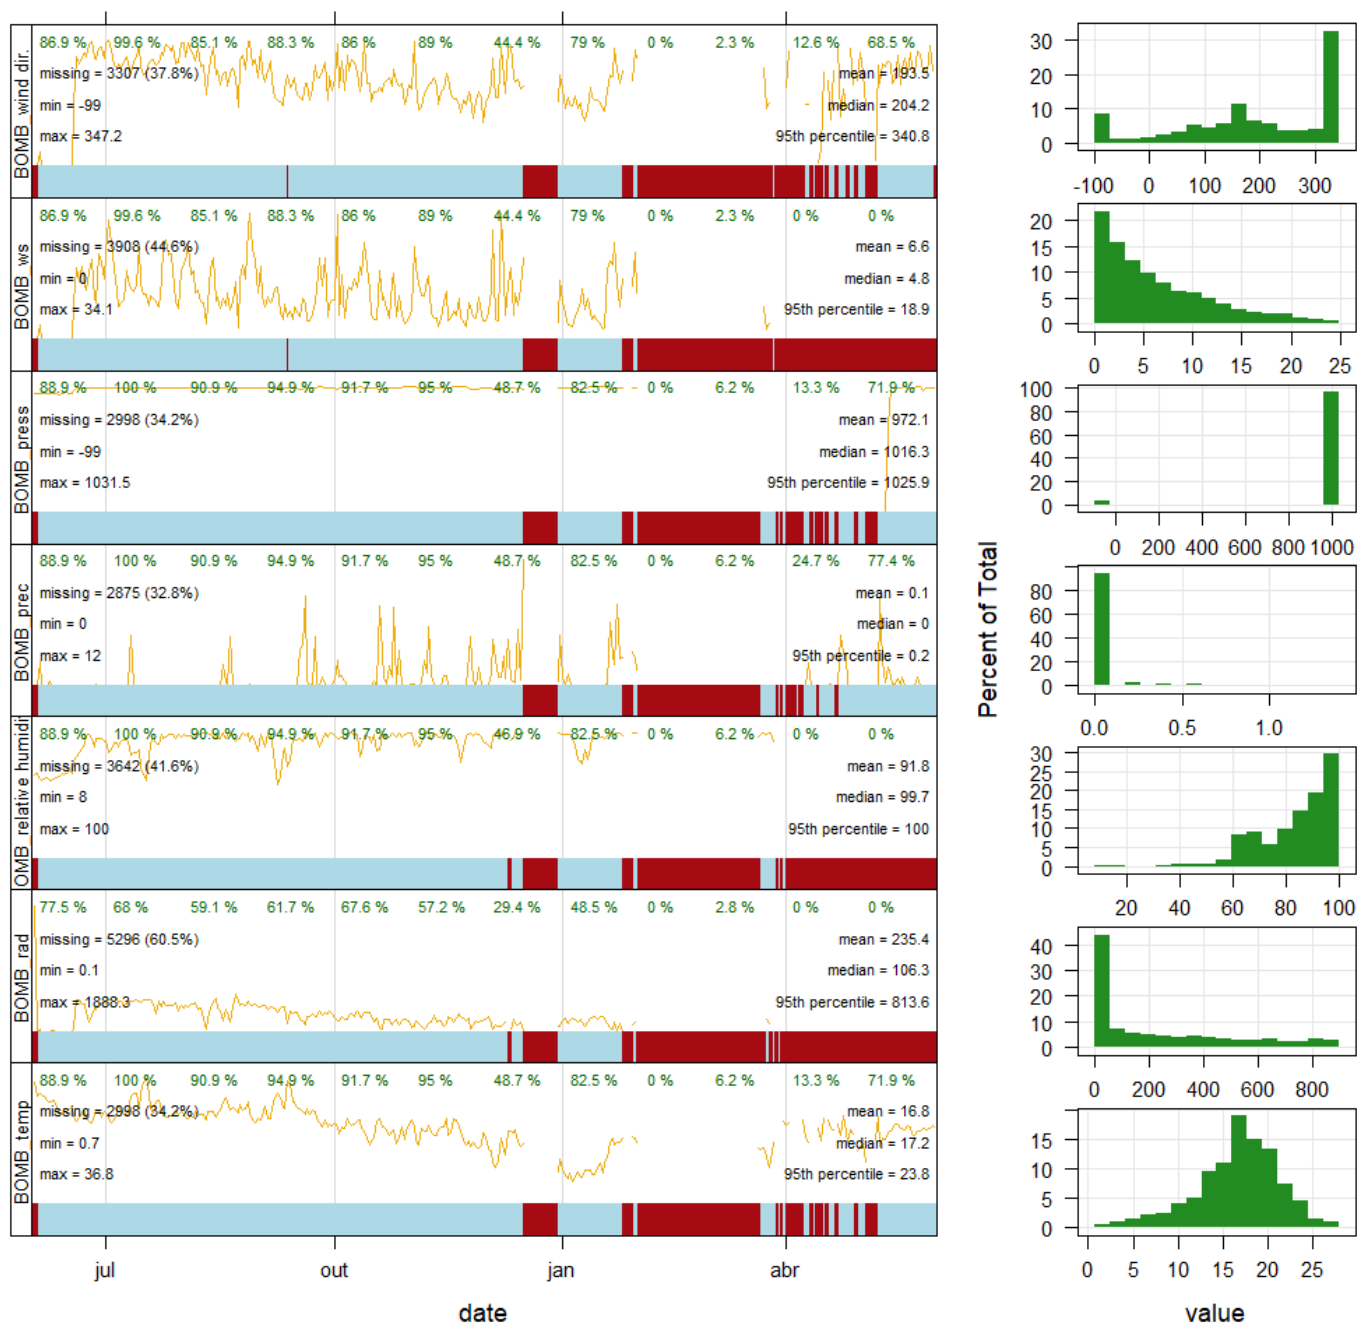 BOMB wind dir.
86.9 % 99.6 % 85.1 % 88.3 % 86 % 89 % 44.4 % 79 % 0 % 2.3 % 12.6 % 68.5 %
missing = 3307 (37.8%) mean = 193.5
min = -99 median = 204.2
max = 347.2 95th percentile = 340.8
30
20
10
0
-100 0 100 200 300
BOMB ws
86.9 % 99.6 % 85.1 % 88.3 % 86 % 89 % 44.4 % 79 % 0 % 2.3 % 0 % 0 %
missing = 3908 (44.6%) mean = 6.6
min = 0 median = 4.8
max = 34.1 95th percentile = 18.9
20
15
10
5
0
0 5 10 15 20 25
BOMB press
88.9 % 100 % 90.9 % 94.9 % 91.7 % 95 % 48.7 % 82.5 % 0 % 6.2 % 13.3 % 71.9 %
missing = 2998 (34.2%) mean = 972.1
min = -99 median = 1016.3
max = 1031.5 95th percentile = 1025.9
100
80
60
40
20
0
0 200 400 600 800 1000
BOMB prec
88.9 % 100 % 90.9 % 94.9 % 91.7 % 95 % 48.7 % 82.5 % 0 % 6.2 % 24.7 % 77.4 %
missing = 2875 (32.8%) mean = 0.1
min = 0 median = 0
max = 12 95th percentile = 0.2
Percent of Total
80
60
40
20
0
0.0 0.5 1.0
OMB relative humidi
88.9 % 100 % 90.9 % 94.9 % 91.7 % 95 % 46.9 % 82.5 % 0 % 6.2 % 0 % 0 %
missing = 3642 (41.6%) mean = 91.8
min = 8 median = 99.7
max = 100 95th percentile = 100
30
25
20
15
10
5
0
20 40 60 80 100
BOMB rad
77.5 % 68 % 59.1 % 61.7 % 67.6 % 57.2 % 29.4 % 48.5 % 0 % 2.8 % 0 % 0 %
missing = 5296 (60.5%) mean = 235.4
min = 0.1 median = 106.3
max = 1888.3 95th percentile = 813.6
40
30
20
10
0
0 200 400 600 800
BOMB temp
88.9 % 100 % 90.9 % 94.9 % 91.7 % 95 % 48.7 % 82.5 % 0 % 6.2 % 13.3 % 71.9 %
missing = 2998 (34.2%) mean = 16.8
min = 0.7 median = 17.2
max = 36.8 95th percentile = 23.8
15
10
5
0
0 5 10 15 20 25
jul out jan abr
date value